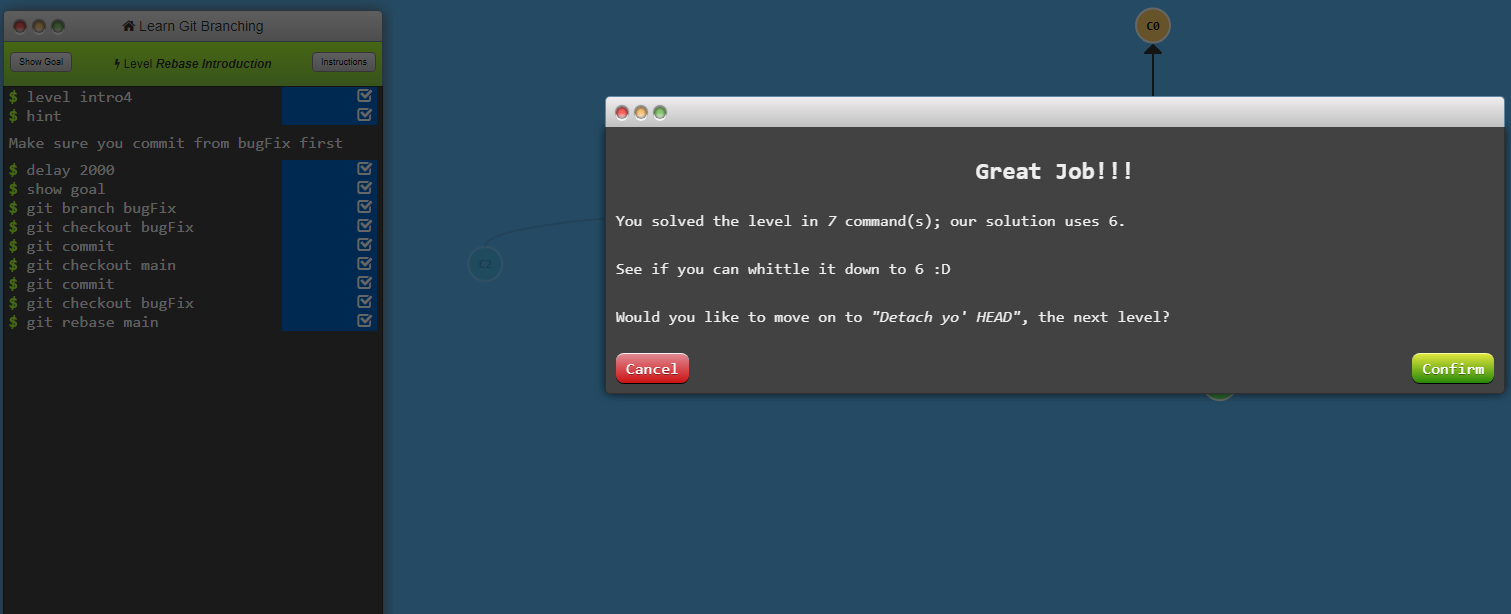 Learn Git Branching
Show Goal
Level Rebase Introduction
Instructions
$ level intro4
$ hint
Make sure you commit from bugFix first
$ delay 2000
$ show goal
$ git branch bugFix
$ git checkout bugFix
$ git commit
$ git checkout main
$ git commit
$ git checkout bugFix
$ git rebase main
C0
C2
Great Job!!!
You solved the level in 7 command(s); our solution uses 6.
See if you can whittle it down to 6 :D
Would you like to move on to "Detach yo' HEAD", the next level?
Cancel
Confirm